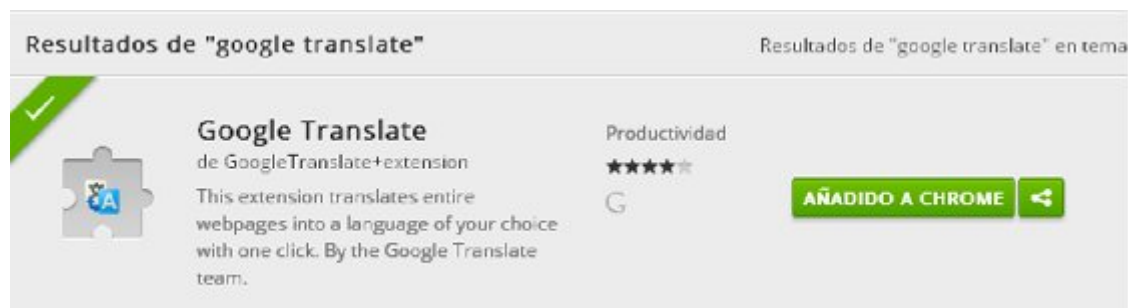 Resultados de "google translate"
Resultados de "google translate" en tema
Google Translate
de GoogleTranslate+extension
This extension translates entire
webpages into a language of your choice
with one click. By the Google Translate
team.
Productividad
G
AÑADIDO A CHROME